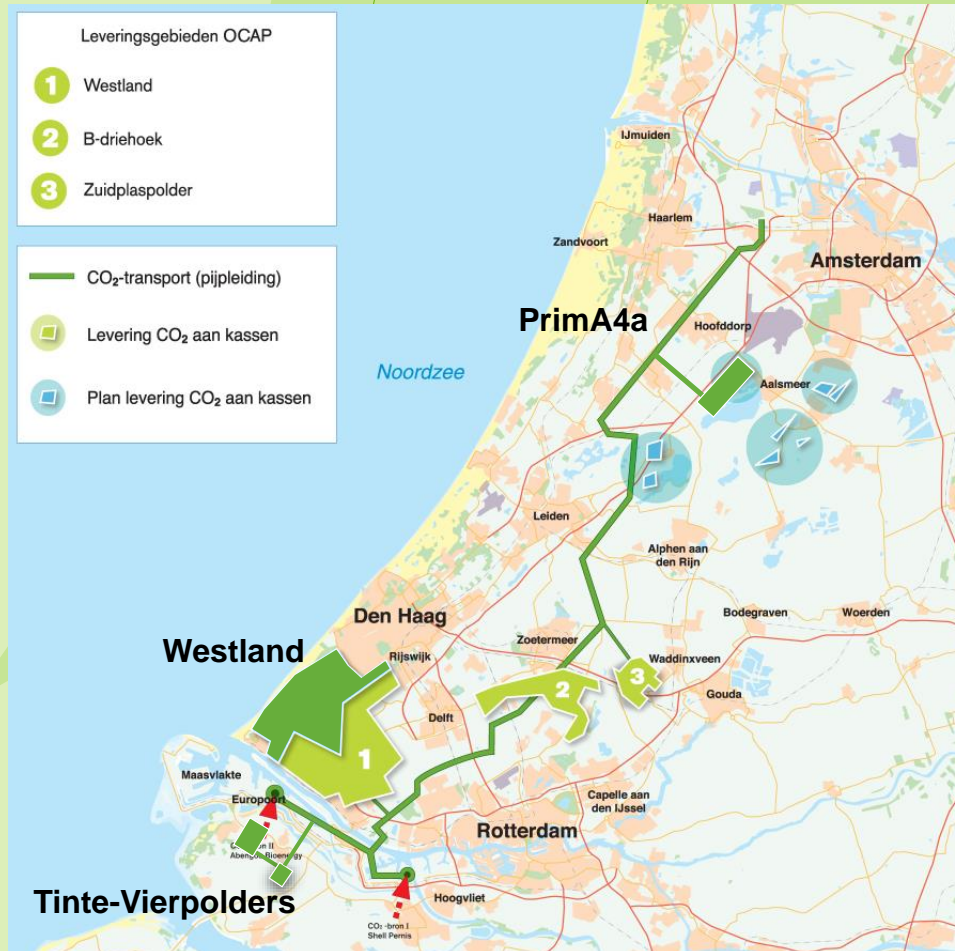 Leveringsgebieden OCAP
1 Westland
2 B-driehoek
3 Zuidplaspolder
CO₂-transport (pijpleiding)
Levering CO₂ aan kassen
Plan levering CO₂ aan kassen
IJmuiden
Haarlem
Zandvoort
Amsterdam
PrimA4a
Hoofddorp
Noordzee
Aalsmeer
Leiden
Alphen aan
den Rijn
Den Haag
Bodegraven
Woerden
Zoetermeer
Westland
Rijswijk
Waddinxveen
3
2
Gouda
Delft
1
Maasvlakte
Europoort
Capelle aan
den IJssel
Rotterdam
II
Abengoa Bioenergy
Tinte-Vierpolders
Hoogvliet
CO₂ -bron I
Shell Pernis